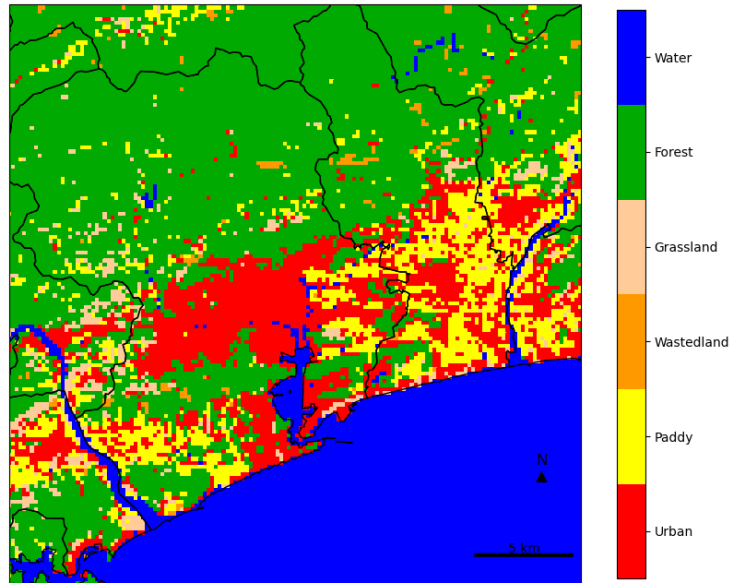 Water
Forest
Grassland
Wastedland
Paddy
Urban
N
5 km